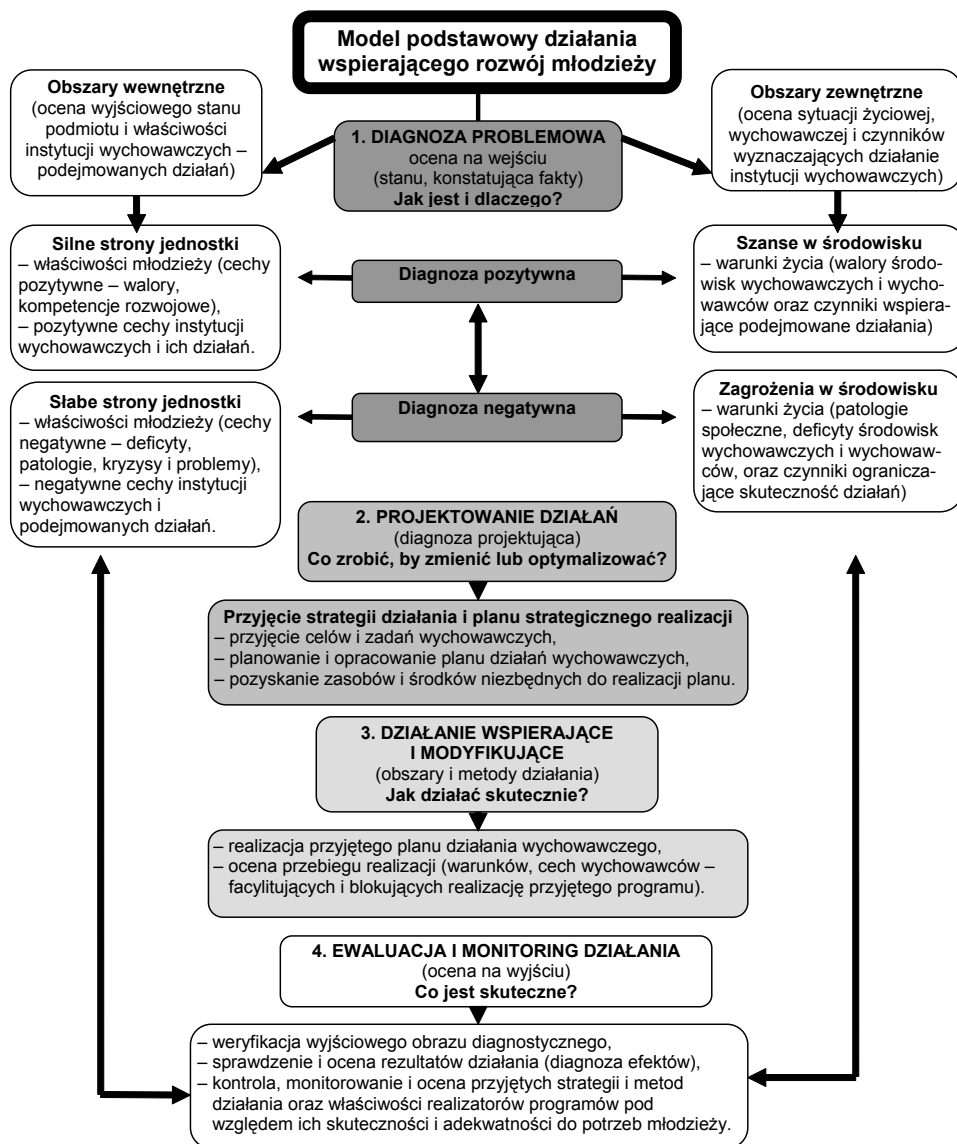 Model podstawowy działania
wspierającego rozwój młodzieży
Obszary wewnętrzne
(ocena wyjściowego stanu
podmiotu i właściwości
instytucji wychowawczych –
podejmowanych działań)
1. DIAGNOZA PROBLEMOWA
ocena na wejściu
(stanu, konstatująca fakty)
Jak jest i dlaczego?
Obszary zewnętrzne
(ocena sytuacji życiowej,
wychowawczej i czynników
wyznaczających działanie
instytucji wychowawczych)
Silne strony jednostki
– właściwości młodzieży (cechy
pozytywne – walory,
kompetencje rozwojowe),
– pozytywne cechy instytucji
wychowawczych i ich działań.
Diagnoza pozytywna
Szanse w środowisku
– warunki życia (walory środo-
wisk wychowawczych i wycho-
wawców oraz czynniki wspiera-
jące podejmowane działania)
Słabe strony jednostki
– właściwości młodzieży (cechy
negatywne – deficyty,
patologie, kryzysy i problemy),
– negatywne cechy instytucji
wychowawczych i
podejmowanych działań.
Diagnoza negatywna
Zagrożenia w środowisku
– warunki życia (patologie
społeczne, deficyty środowisk
wychowawczych i wychowaw-
ców, oraz czynniki ogranicza-
jące skuteczność działań)
2. PROJEKTOWANIE DZIAŁAŃ
(diagnoza projektująca)
Co zrobić, by zmienić lub optymalizować?
Przyjęcie strategii działania i planu strategicznego realizacji
– przyjęcie celów i zadań wychowawczych,
– planowanie i opracowanie planu działań wychowawczych,
– pozyskanie zasobów i środków niezbędnych do realizacji planu.
3. DZIAŁANIE WSPIERAJĄCE
I MODYFIKUJĄCE
(obszary i metody działania)
Jak działać skutecznie?
– realizacja przyjętego planu działania wychowawczego,
– ocena przebiegu realizacji (warunków, cech wychowawców –
facylitujących i blokujących realizację przyjętego programu).
4. EWALUACJA I MONITORING DZIAŁANIA
(ocena na wyjściu)
Co jest skuteczne?
– weryfikacja wyjściowego obrazu diagnostycznego,
– sprawdzenie i ocena rezultatów działania (diagnoza efektów),
– kontrola, monitorowanie i ocena przyjętych strategii i metod
działania oraz właściwości realizatorów programów pod
względem ich skuteczności i adekwatności do potrzeb młodzieży.